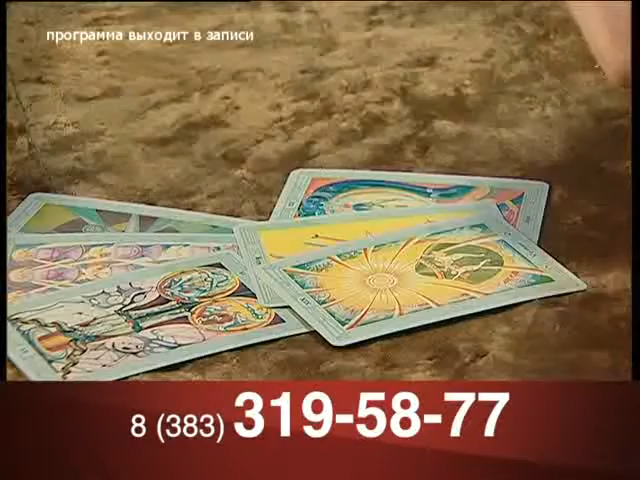 программа выходит в записи
8 (383) 319-58-77